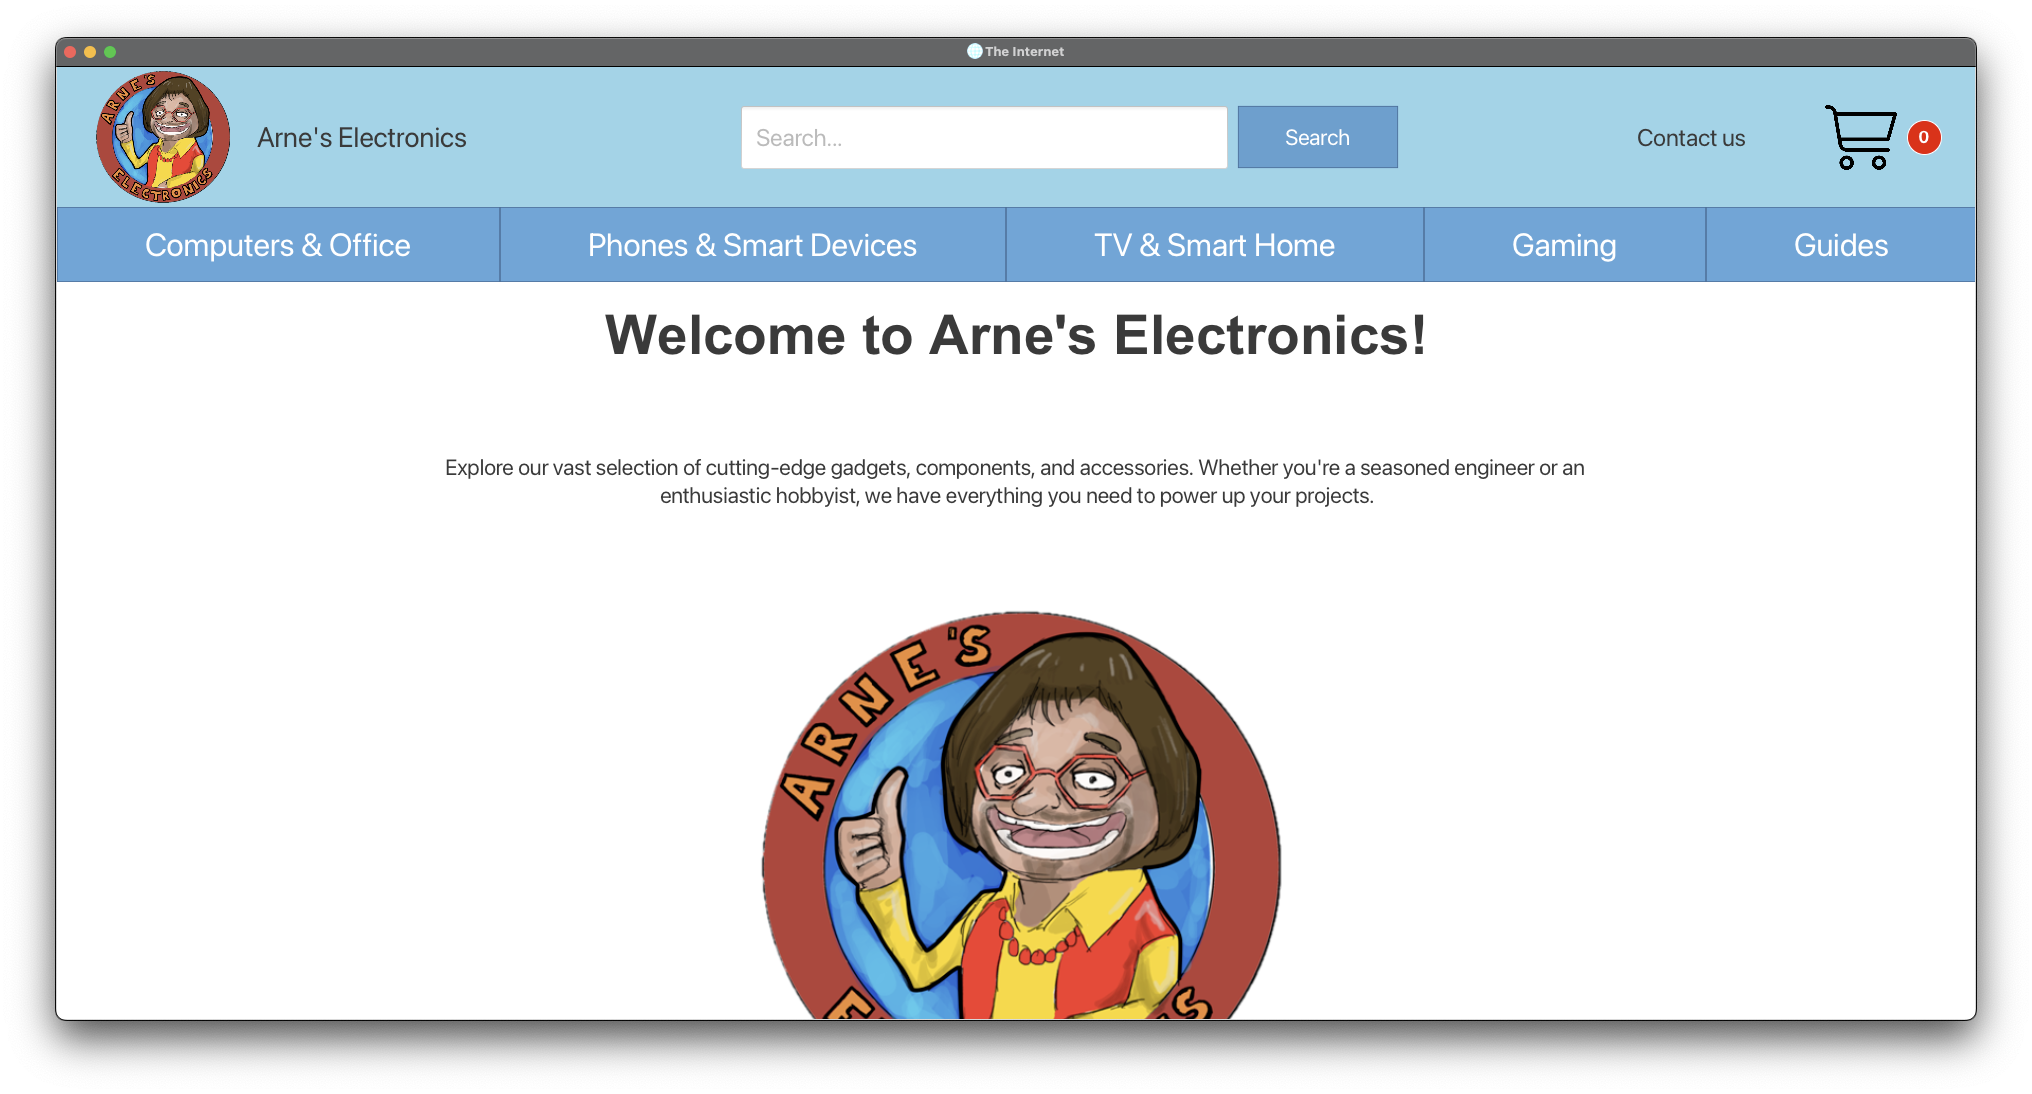 The Internet
ARNE'S
ELECTRONICS
Arne's Electronics
Search...
Search
Contact us
0
Computers & Office
Phones & Smart Devices
TV & Smart Home
Gaming
Guides
Welcome to Arne's Electronics!
Explore our vast selection of cutting-edge gadgets, components, and accessories. Whether you're a seasoned engineer or an
enthusiastic hobbyist, we have everything you need to power up your projects.
ARNE'S